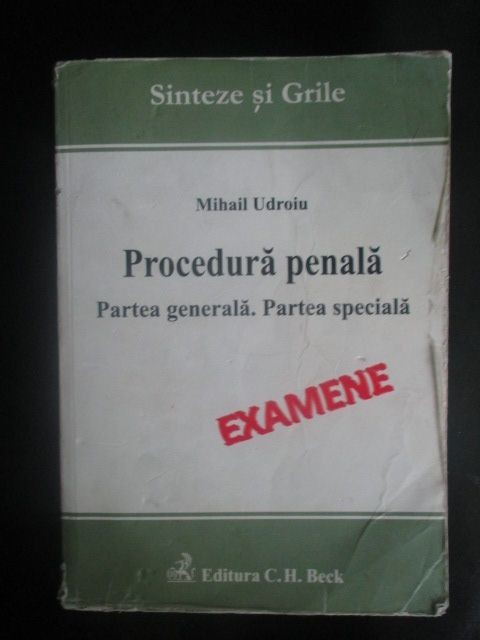 Sinteze și Grile
Mihail Udroiu
Procedură penală
Partea generală. Partea specială
EXAMENE
Editura C. H. Beck